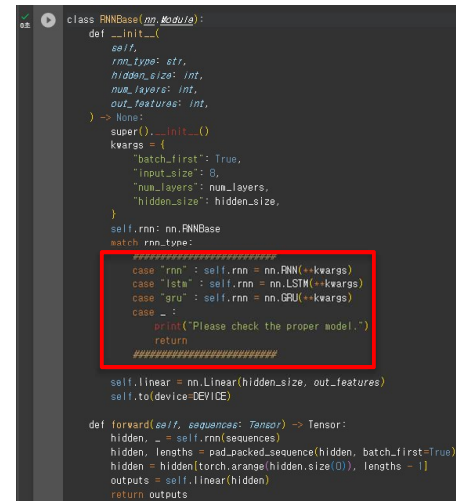 0초
class RNNBase(nn.Module):
    def __init__(
        self,
        rnn_type: str,
        hidden_size: int,
        num_layers: int,
        out_features: int,
    ) -> None:
        super().__init__()
        kwargs = {
            "batch_first": True,
            "input_size": 8,
            "num_layers": num_layers,
            "hidden_size": hidden_size,
        }
        self.rnn: nn.RNNBase
        match rnn_type:
            ##########################
            case "rnn" : self.rnn = nn.RNN(**kwargs)
            case "lstm" : self.rnn = nn.LSTM(**kwargs)
            case "gru" : self.rnn = nn.GRU(**kwargs)
            case _ :
                print("Please check the proper model.")
                return
            ##########################
        self.linear = nn.Linear(hidden_size, out_features)
        self.to(device=DEVICE)
    def forward(self, sequences: Tensor) -> Tensor:
        hidden, _ = self.rnn(sequences)
        hidden, lengths = pad_packed_sequence(hidden, batch_first=True)
        hidden = hidden[torch.arange(hidden.size(0)), lengths - 1]
        outputs = self.linear(hidden)
        return outputs